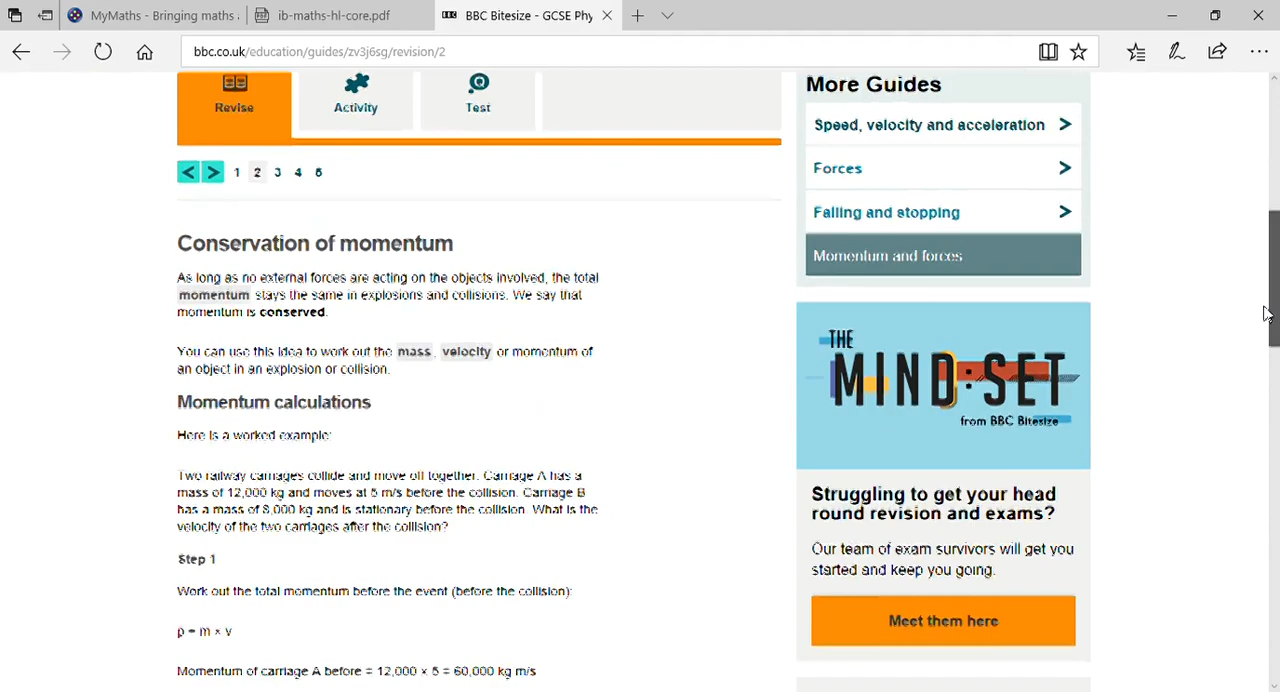 MyMaths - Bringing maths
ib-maths-hl-core.pdf
BBC Bitesize - GCSE Phy
bbc.co.uk/education/guides/zv3j6sg/revision/2
Revise
Activity
Test
< > 1 2 3 4 5
Conservation of momentum
As long as no external forces are acting on the objects involved, the total
momentum stays the same in explosions and collisions. We say that
momentum is conserved.
You can use this idea to work out the mass, velocity or momentum of
an object in an explosion or collision.
Momentum calculations
Here is a worked example:
Two railway carriages collide and move off together. Carriage A has a
mass of 12,000 kg and moves at 5 m/s before the collision. Carriage B
has a mass of 8,000 kg and is stationary before the collision. What is the
velocity of the two carriages after the collision?
Step 1
Work out the total momentum before the event (before the collision):
p = m × v
Momentum of carriage A before = 12,000 × 5 = 60,000 kg m/s
More Guides
Speed, velocity and acceleration
Forces
Falling and stopping
Momentum and forces
THE
MIND:SET
from BBC Bitesize
Struggling to get your head
round revision and exams?
Our team of exam survivors will get you
started and keep you going.
Meet them here